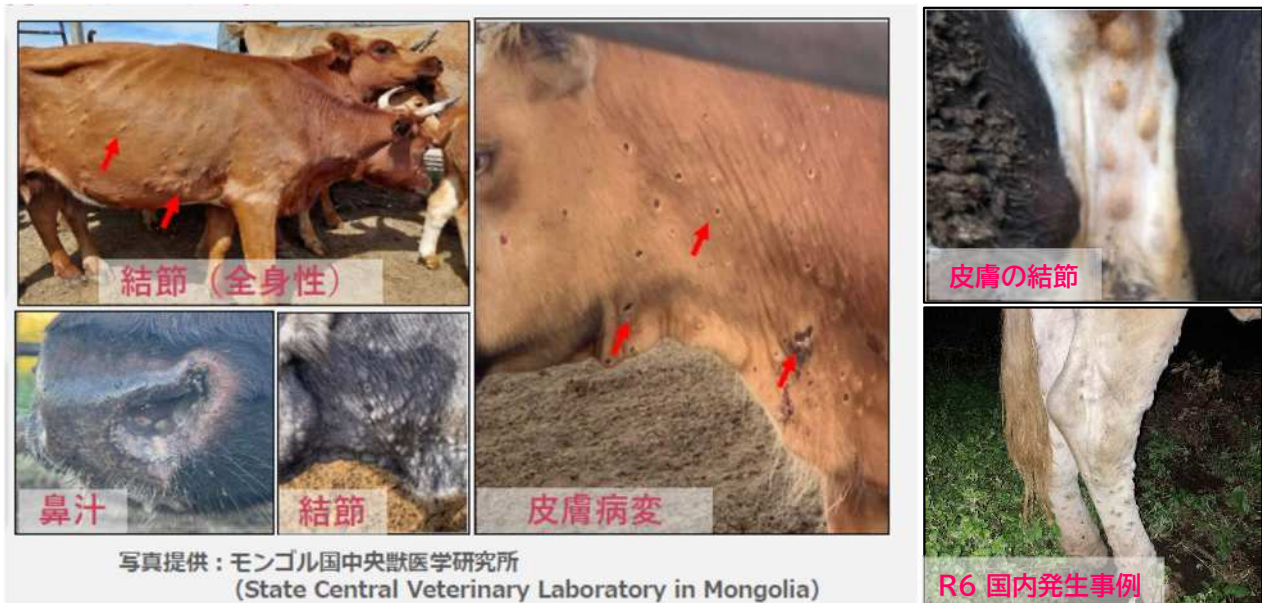 結節（全身性）
鼻汁
結節
皮膚病変
写真提供：モンゴル国中央獣医学研究所
(State Central Veterinary Laboratory in Mongolia)
皮膚の結節
R6 国内発生事例